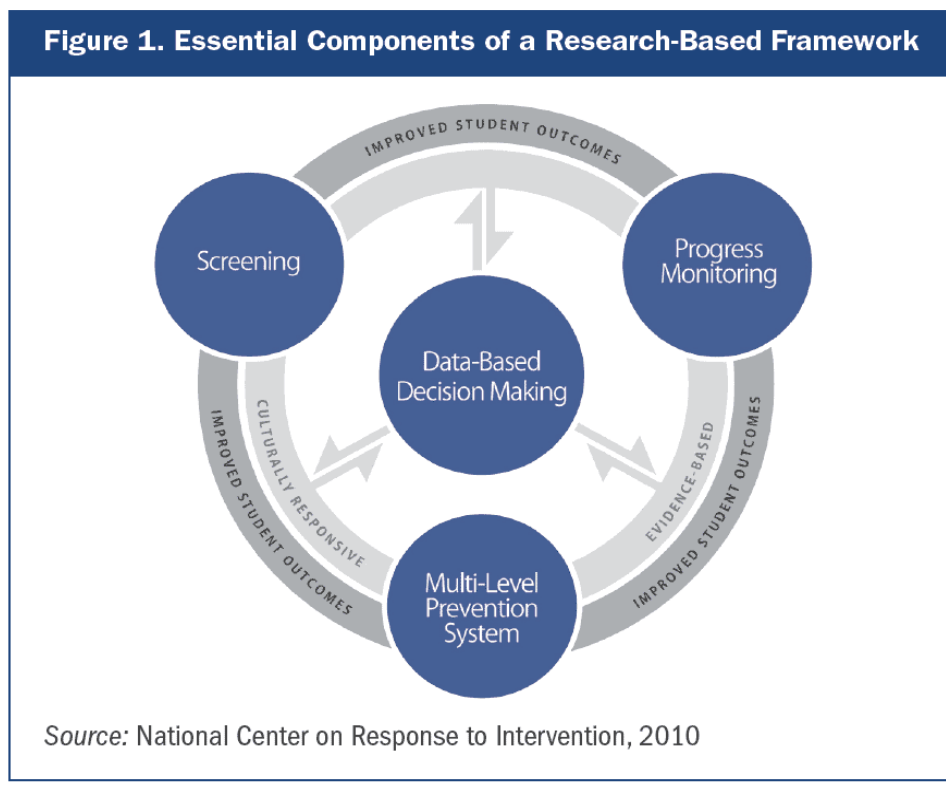 Figure 1. Essential Components of a Research-Based Framework
IMPROVED STUDENT OUTCOMES
Screening
Progress
Monitoring
Data-Based
Decision Making
IMPROVED STUDENT OUTCOMES
CULTURALLY RESPONSIVE
EVIDENCE-BASED
IMPROVED STUDENT OUTCOMES
Multi-Level
Prevention
System
Source: National Center on Response to Intervention, 2010